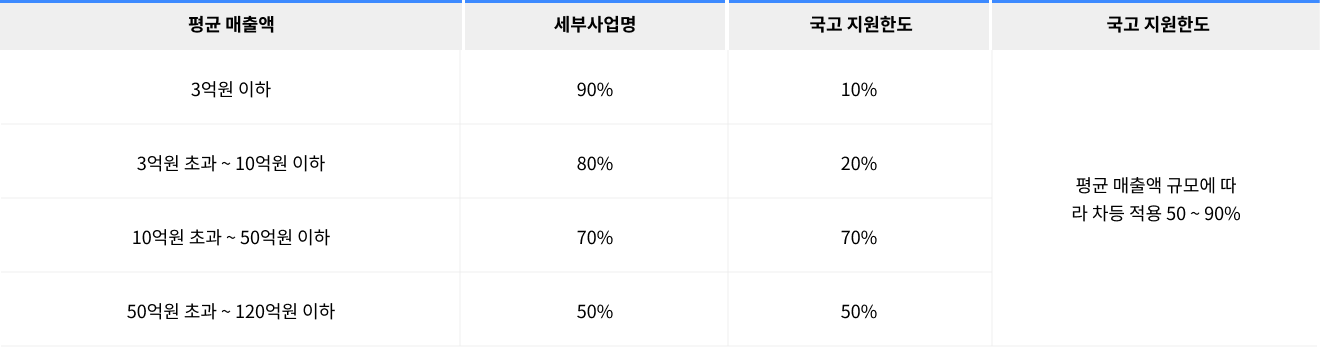 평균 매출액 세부사업명 국고 지원한도 국고 지원한도
3억원 이하 90% 10%
3억원 초과 ~ 10억원 이하 80% 20%
평균 매출액 규모에 따
라 차등 적용 50 ~ 90%
10억원 초과 ~ 50억원 이하 70% 70%
50억원 초과 ~ 120억원 이하 50% 50%